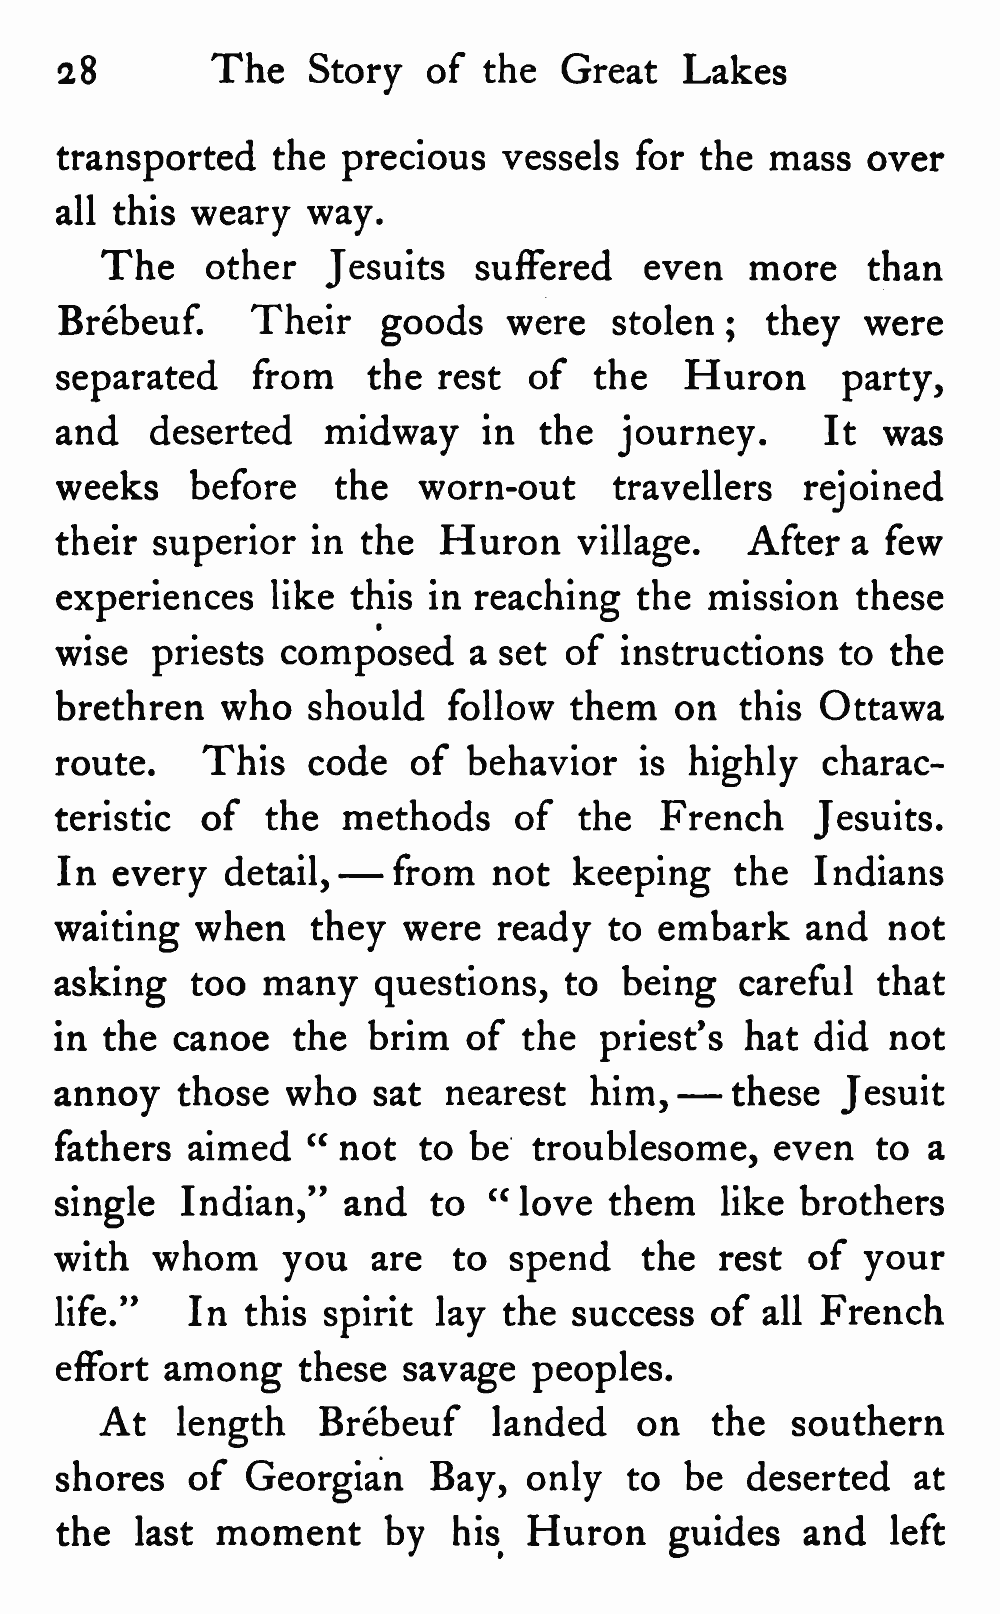 28 The Story of the Great Lakes
transported the precious vessels for the mass over
all this weary way.
The other Jesuits suffered even more than
Brébeuf. Their goods were stolen; they were
separated from the rest of the Huron party,
and deserted midway in the journey. It was
weeks before the worn-out travellers rejoined
their superior in the Huron village. After a few
experiences like this in reaching the mission these
wise priests composed a set of instructions to the
brethren who should follow them on this Ottawa
route. This code of behavior is highly charac-
teristic of the methods of the French Jesuits.
In every detail, — from not keeping the Indians
waiting when they were ready to embark and not
asking too many questions, to being careful that
in the canoe the brim of the priest's hat did not
annoy those who sat nearest him, — these Jesuit
fathers aimed "not to be troublesome, even to a
single Indian," and to "love them like brothers
with whom you are to spend the rest of your
life." In this spirit lay the success of all French
effort among these savage peoples.
At length Brébeuf landed on the southern
shores of Georgian Bay, only to be deserted at
the last moment by his Huron guides and left